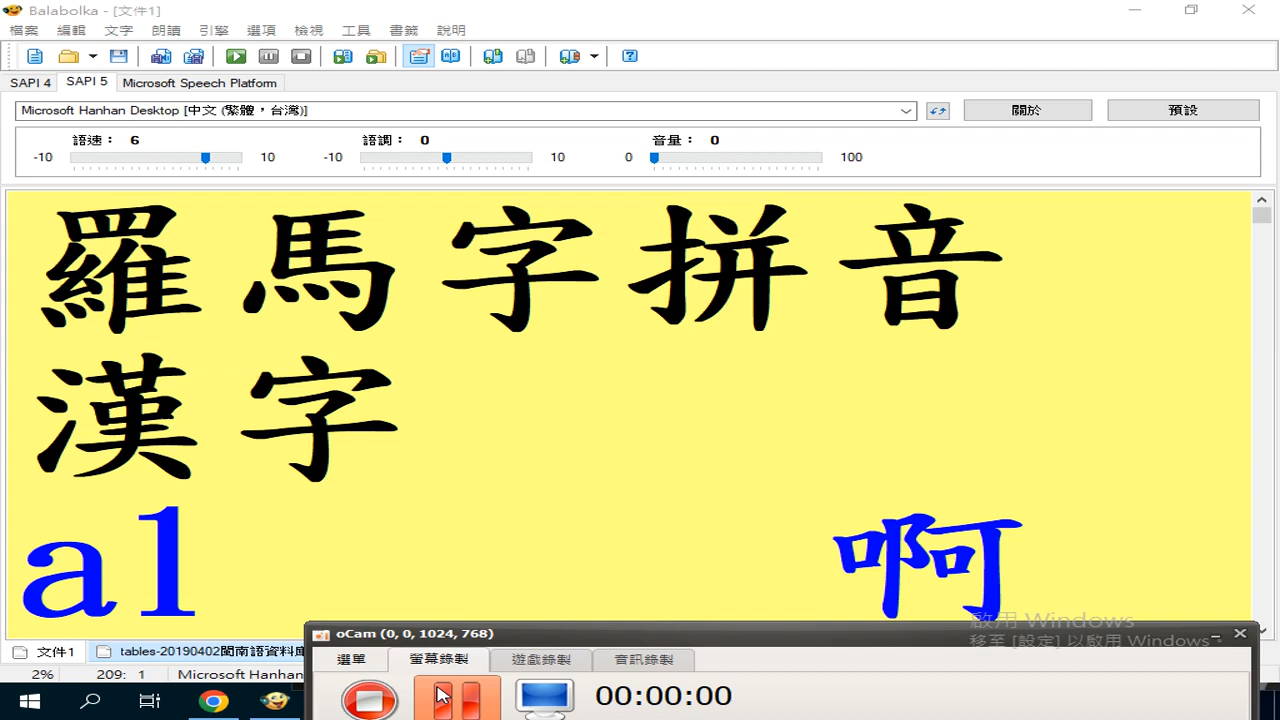 Balabolka - [文件1]
檔案 編輯 文字 朗讀 引擎 選項 檢視 工具 書籤 說明
SAPI 4 SAPI 5 Microsoft Speech Platform
Microsoft Hanhan Desktop [中文 (繁體，台灣)] 關於 預設
語速： 6 語調： 0 音量： 0
-10 10 -10 10 0 100
羅馬字拼音
漢字
a1 啊
啟用 Windows
移至 [設定] 以啟用 Windows
oCam (0, 0, 1024, 768)
文件1 tables-20190402閩南語資料庫
選單 螢幕錄製 遊戲錄製 音訊錄製
2% 209: 1 Microsoft Hanhan
00:00:00